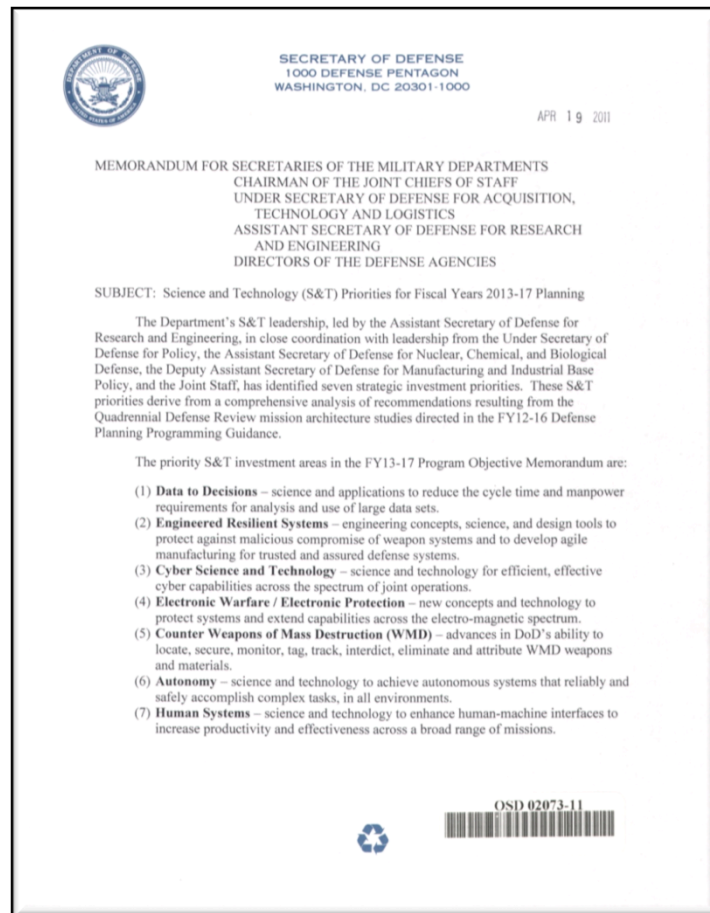 DEPARTMENT OF DEFENSE
UNITED STATES OF AMERICA
SECRETARY OF DEFENSE
1000 DEFENSE PENTAGON
WASHINGTON, DC 20301-1000
APR 19 2011
MEMORANDUM FOR SECRETARIES OF THE MILITARY DEPARTMENTS
CHAIRMAN OF THE JOINT CHIEFS OF STAFF
UNDER SECRETARY OF DEFENSE FOR ACQUISITION,
TECHNOLOGY AND LOGISTICS
ASSISTANT SECRETARY OF DEFENSE FOR RESEARCH
AND ENGINEERING
DIRECTORS OF THE DEFENSE AGENCIES
SUBJECT: Science and Technology (S&T) Priorities for Fiscal Years 2013-17 Planning
The Department's S&T leadership, led by the Assistant Secretary of Defense for
Research and Engineering, in close coordination with leadership from the Under Secretary of
Defense for Policy, the Assistant Secretary of Defense for Nuclear, Chemical, and Biological
Defense, the Deputy Assistant Secretary of Defense for Manufacturing and Industrial Base
Policy, and the Joint Staff, has identified seven strategic investment priorities. These S&T
priorities derive from a comprehensive analysis of recommendations resulting from the
Quadrennial Defense Review mission architecture studies directed in the FY12-16 Defense
Planning Programming Guidance.
The priority S&T investment areas in the FY13-17 Program Objective Memorandum are:
(1) Data to Decisions – science and applications to reduce the cycle time and manpower
requirements for analysis and use of large data sets.
(2) Engineered Resilient Systems – engineering concepts, science, and design tools to
protect against malicious compromise of weapon systems and to develop agile
manufacturing for trusted and assured defense systems.
(3) Cyber Science and Technology – science and technology for efficient, effective
cyber capabilities across the spectrum of joint operations.
(4) Electronic Warfare / Electronic Protection – new concepts and technology to
protect systems and extend capabilities across the electro-magnetic spectrum.
(5) Counter Weapons of Mass Destruction (WMD) – advances in DoD's ability to
locate, secure, monitor, tag, track, interdict, eliminate and attribute WMD weapons
and materials.
(6) Autonomy – science and technology to achieve autonomous systems that reliably and
safely accomplish complex tasks, in all environments.
(7) Human Systems – science and technology to enhance human-machine interfaces to
increase productivity and effectiveness across a broad range of missions.
OSD 02073-11